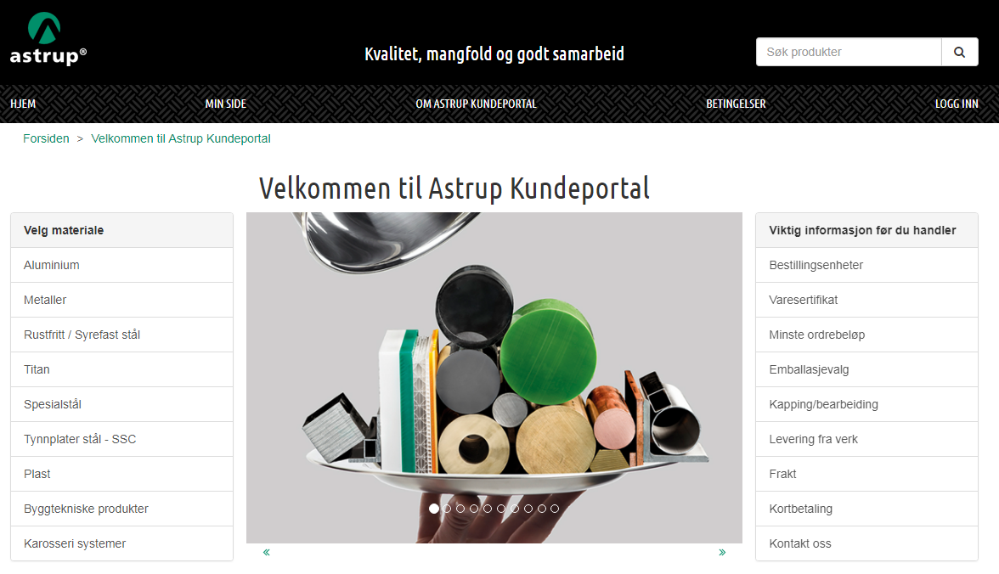 astrup®
Kvalitet, mangfold og godt samarbeid
Søk produkter
HJEM
MIN SIDE
OM ASTRUP KUNDEPORTAL
BETINGELSER
LOGG INN
Forsiden > Velkommen til Astrup Kundeportal
Velkommen til Astrup Kundeportal
Velg materiale
Aluminium
Metaller
Rustfritt / Syrefast stål
Titan
Spesialstål
Tynnplater stål - SSC
Plast
Byggtekniske produkter
Karosseri systemer
«
»
Viktig informasjon før du handler
Bestillingsenheter
Varesertifikat
Minste ordrebeløp
Emballasjevalg
Kapping/bearbeiding
Levering fra verk
Frakt
Kortbetaling
Kontakt oss